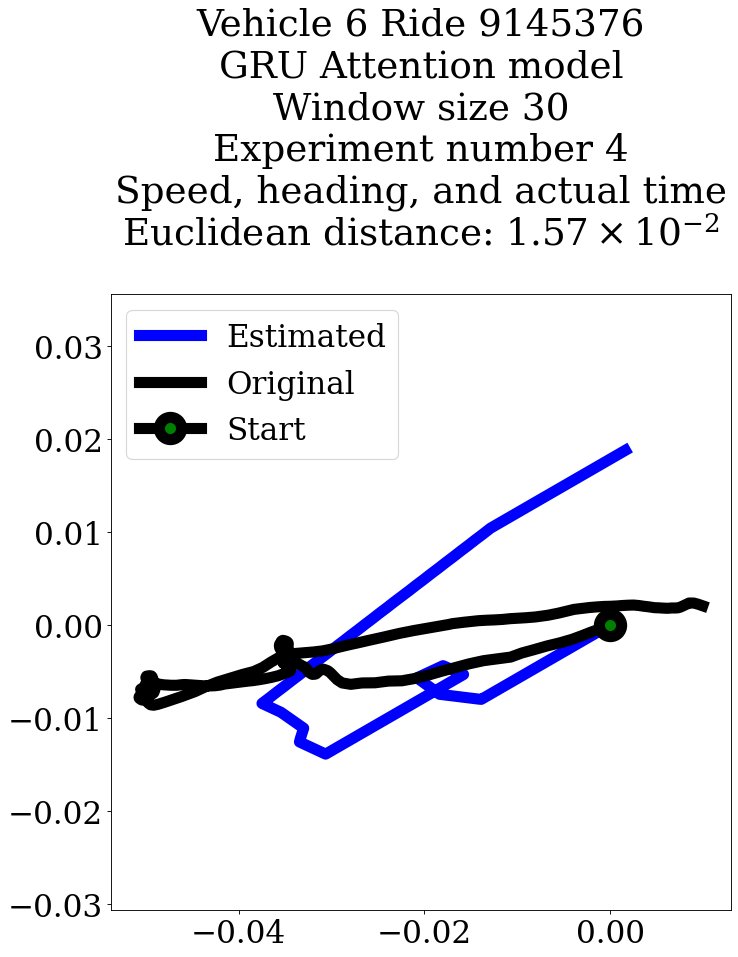 Vehicle 6 Ride 9145376
GRU Attention model
Window size 30
Experiment number 4
Speed, heading, and actual time
Euclidean distance: 1.57 × 10⁻²
Estimated
Original
Start
0.03
0.02
0.01
0.00
−0.01
−0.02
−0.03
−0.04 −0.02 0.00